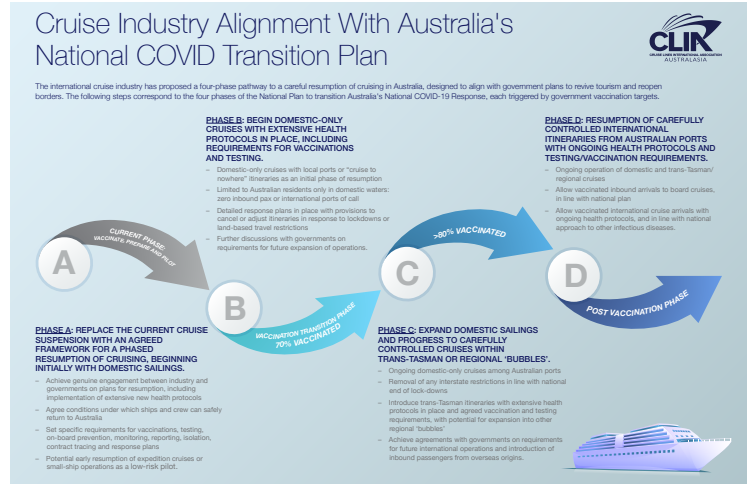 Cruise Industry Alignment With Australia's
National COVID Transition Plan
CLIA
CRUISE LINES INTERNATIONAL ASSOCIATION
AUSTRALASIA
The international cruise industry has proposed a four-phase pathway to a careful resumption of cruising in Australia, designed to align with government plans to revive tourism and reopen
borders. The following steps correspond to the four phases of the National Plan to transition Australia's National COVID-19 Response, each triggered by government vaccination targets.
PHASE B: BEGIN DOMESTIC-ONLY
CRUISES WITH EXTENSIVE HEALTH
PROTOCOLS IN PLACE, INCLUDING
REQUIREMENTS FOR VACCINATIONS
AND TESTING.
– Domestic-only cruises with local ports or "cruise to
nowhere" itineraries as an initial phase of resumption
– Limited to Australian residents only in domestic waters:
zero inbound pax or international ports of call
– Detailed response plans in place with provisions to
cancel or adjust itineraries in response to lockdowns or
land-based travel restrictions
– Further discussions with governments on
requirements for future expansion of operations.
PHASE D: RESUMPTION OF CAREFULLY
CONTROLLED INTERNATIONAL
ITINERARIES FROM AUSTRALIAN PORTS
WITH ONGOING HEALTH PROTOCOLS AND
TESTING/VACCINATION REQUIREMENTS.
– Ongoing operation of domestic and trans-Tasman/
regional cruises
– Allow vaccinated inbound arrivals to board cruises,
in line with national plan
– Allow vaccinated international cruise arrivals with
ongoing health protocols, and in line with national
approach to other infectious diseases.
A
CURRENT PHASE:
VACCINATE, PREPARE AND PILOT
B
VACCINATION TRANSITION PHASE
70% VACCINATED
C
>80% VACCINATED
D
POST VACCINATION PHASE
PHASE A: REPLACE THE CURRENT CRUISE
SUSPENSION WITH AN AGREED
FRAMEWORK FOR A PHASED
RESUMPTION OF CRUISING, BEGINNING
INITIALLY WITH DOMESTIC SAILINGS.
– Achieve genuine engagement between industry and
governments on plans for resumption, including
implementation of extensive new health protocols
– Agree conditions under which ships and crew can safely
return to Australia
– Set specific requirements for vaccinations, testing,
on-board prevention, monitoring, reporting, isolation,
contract tracing and response plans
– Potential early resumption of expedition cruises or
small-ship operations as a low-risk pilot.
PHASE C: EXPAND DOMESTIC SAILINGS
AND PROGRESS TO CAREFULLY
CONTROLLED CRUISES WITHIN
TRANS-TASMAN OR REGIONAL 'BUBBLES'.
– Ongoing domestic-only cruises among Australian ports
– Removal of any interstate restrictions in line with national
end of lock-downs
– Introduce trans-Tasman itineraries with extensive health
protocols in place and agreed vaccination and testing
requirements, with potential for expansion into other
regional 'bubbles'
– Achieve agreements with governments on requirements
for future international operations and introduction of
inbound passengers from overseas origins.